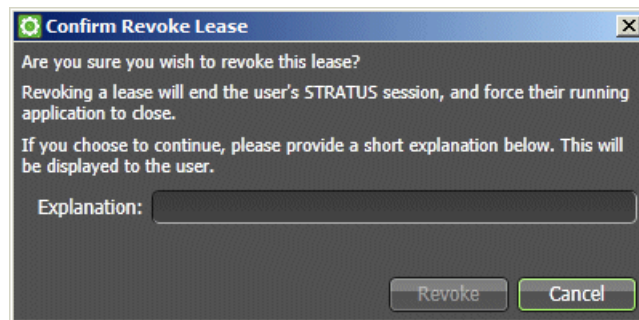 Confirm Revoke Lease
Are you sure you wish to revoke this lease?
Revoking a lease will end the user's STRATUS session, and force their running
application to close.
If you choose to continue, please provide a short explanation below. This will
be displayed to the user.
Explanation:
Revoke Cancel